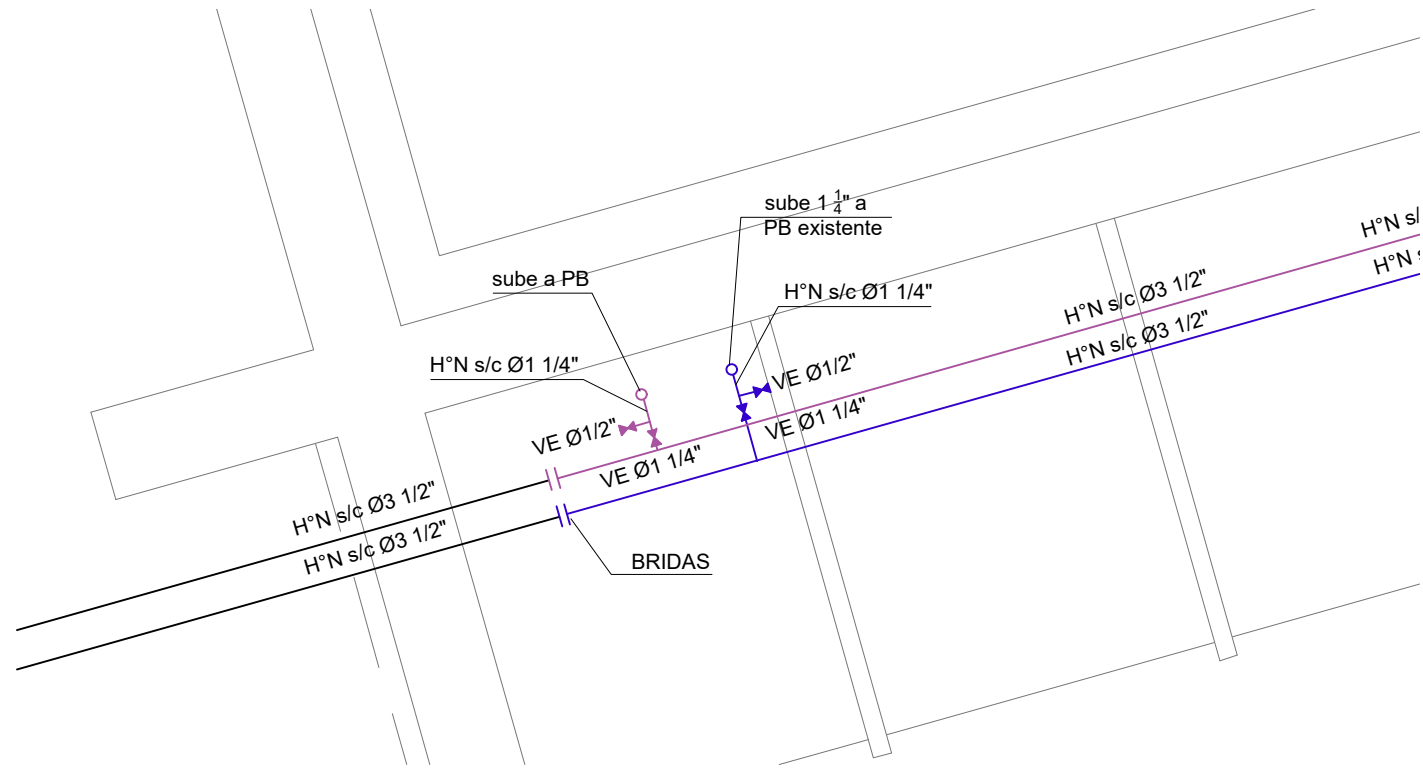 sube 1 1/4" a
PB existente
H°N s/
H°N s
sube a PB
H°N s/c Ø1 1/4"
H°N s/c Ø3 1/2"
H°N s/c Ø3 1/2"
H°N s/c Ø1 1/4"
VE Ø1/2"
VE Ø1/2"
VE Ø1 1/4"
VE Ø1 1/4"
H°N s/c Ø3 1/2"
H°N s/c Ø3 1/2"
BRIDAS